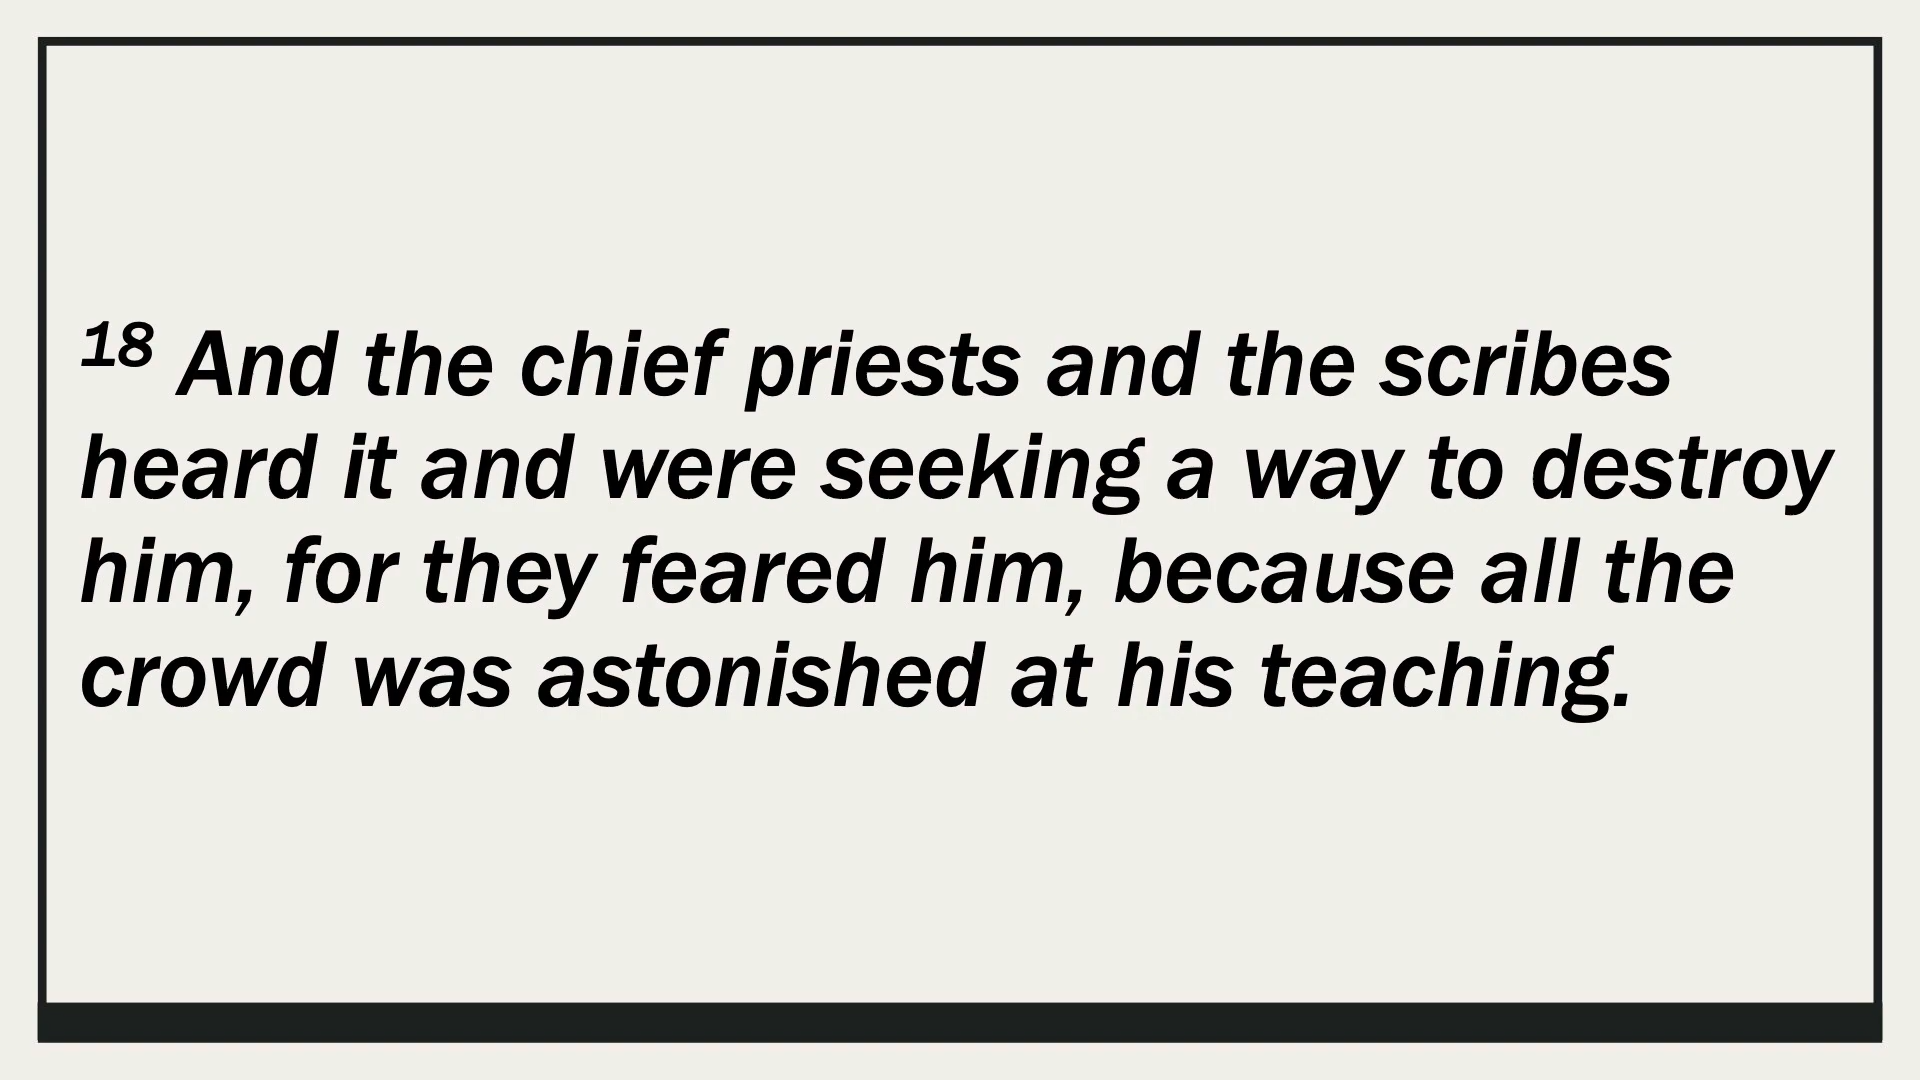 18 And the chief priests and the scribes
heard it and were seeking a way to destroy
him, for they feared him, because all the
crowd was astonished at his teaching.